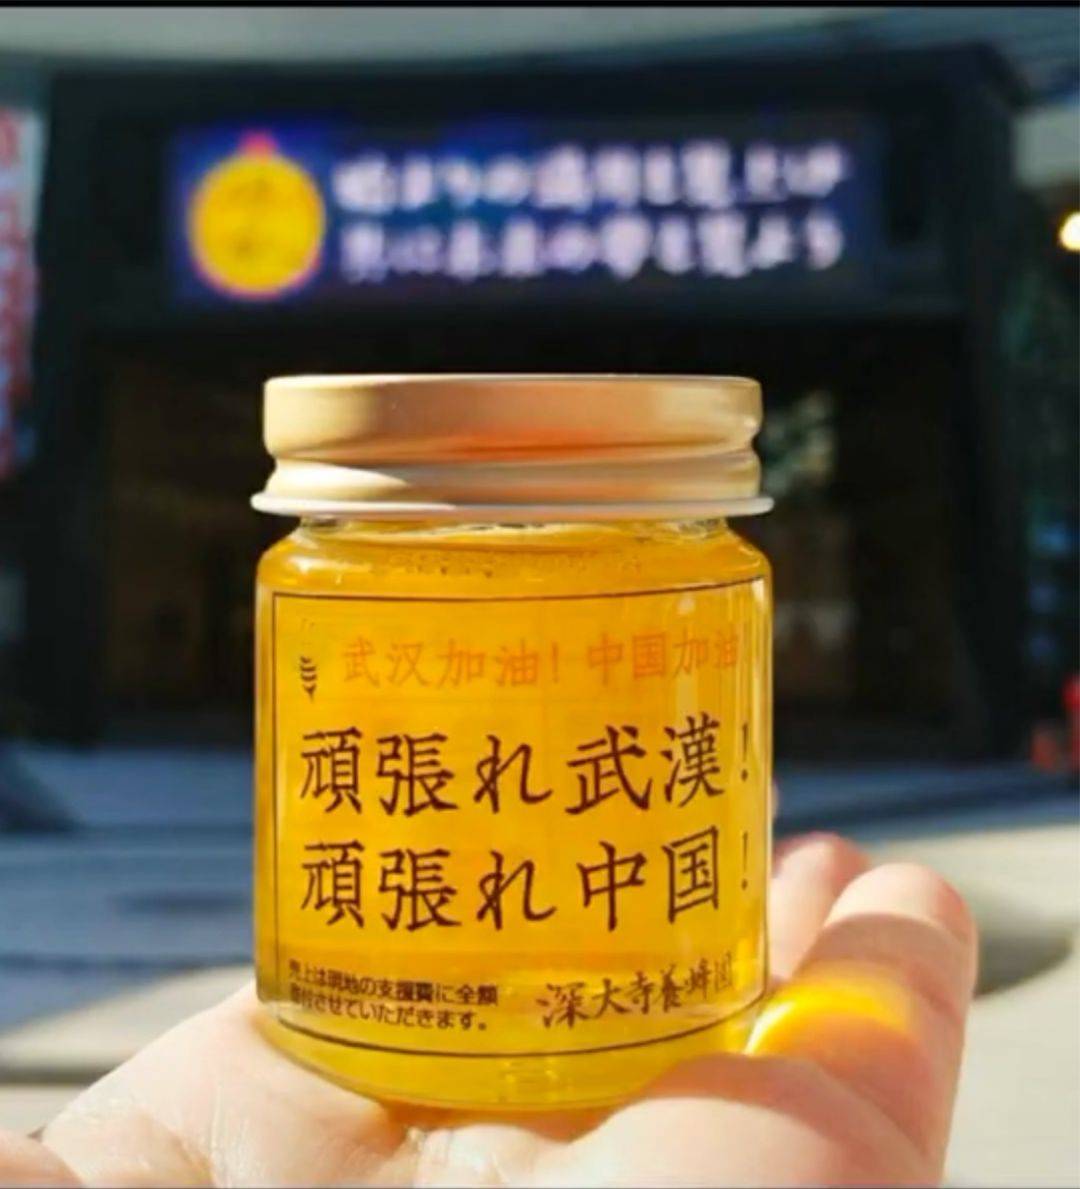 武汉加油! 中国加油
頑張れ武漢!
頑張れ中国!
売上は現地の支援費に全額
寄付させていただきます。
深大寺養蜂園